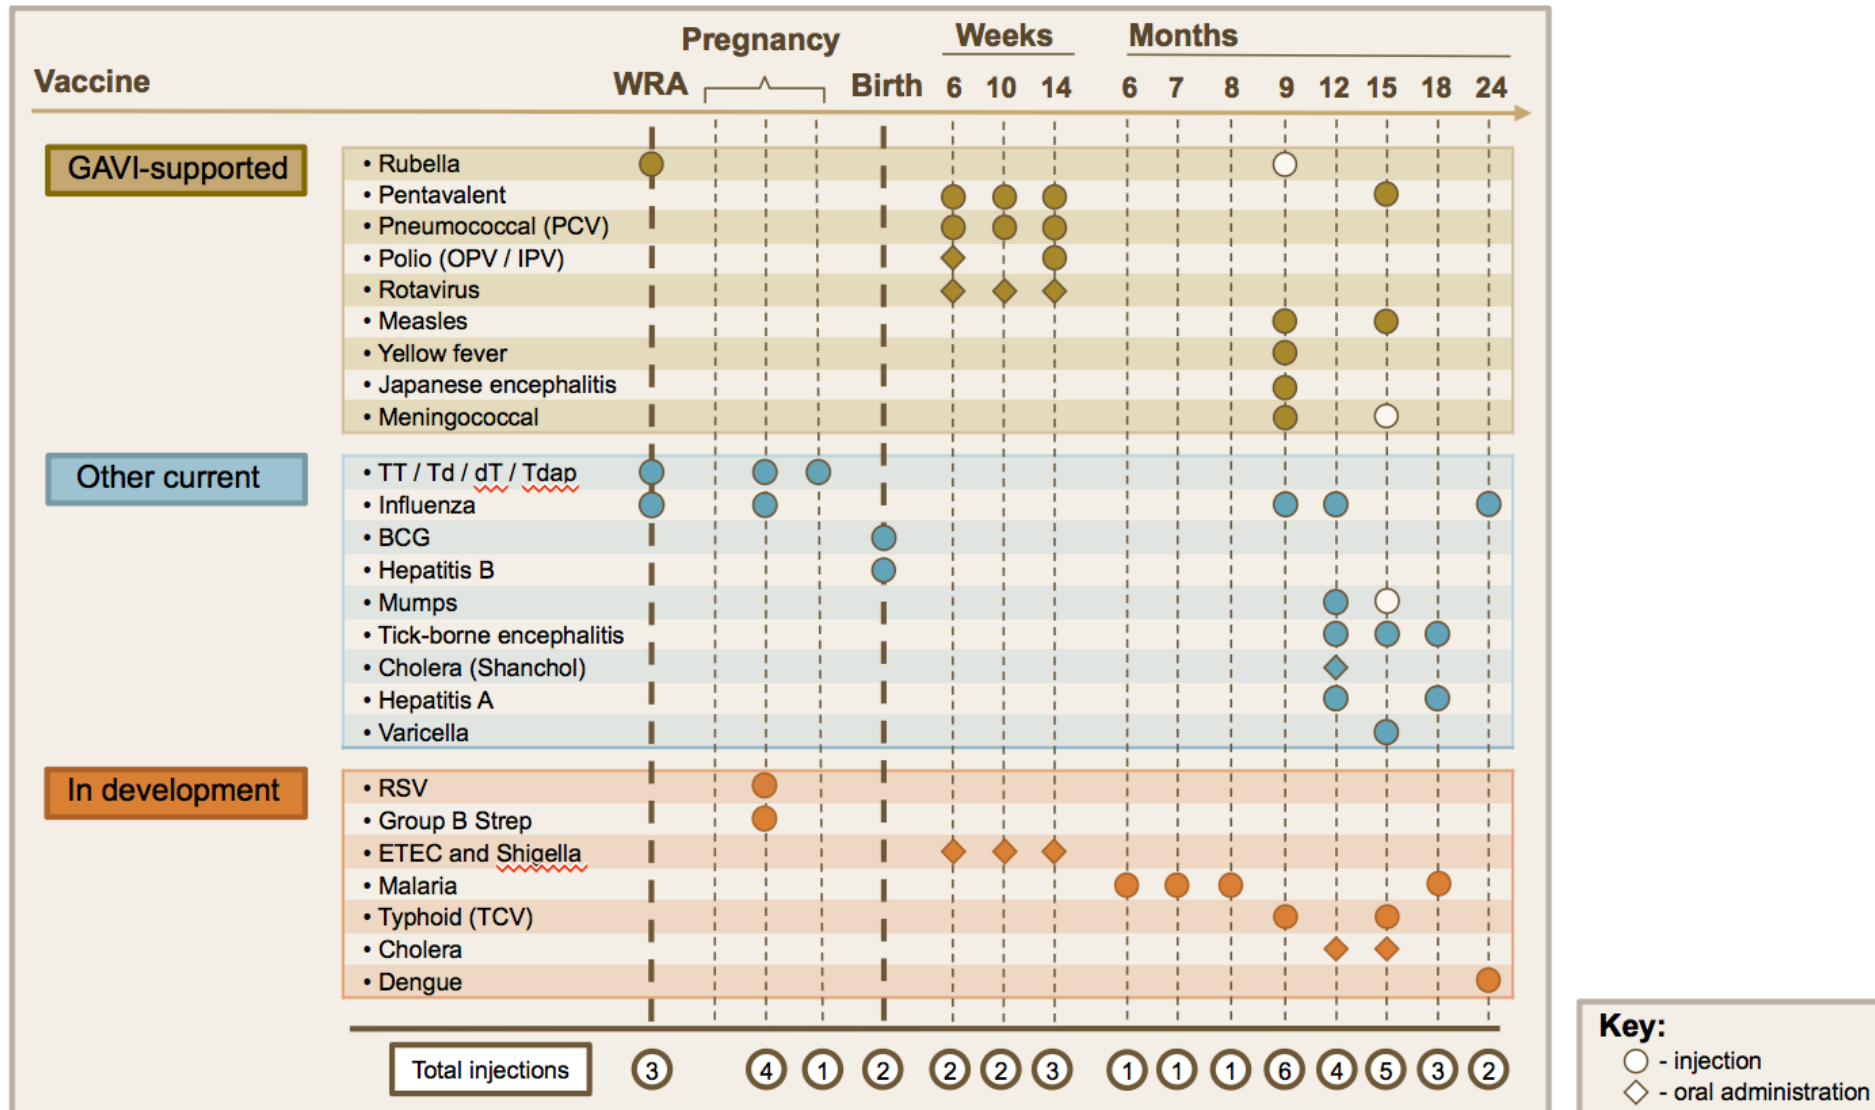 Pregnancy
Weeks
Months
Vaccine
WRA
Birth
6 10 14
6 7 8 9 12 15 18 24
GAVI-supported
• Rubella
• Pentavalent
• Pneumococcal (PCV)
• Polio (OPV / IPV)
• Rotavirus
• Measles
• Yellow fever
• Japanese encephalitis
• Meningococcal
Other current
• TT / Td / dT / Tdap
• Influenza
• BCG
• Hepatitis B
• Mumps
• Tick-borne encephalitis
• Cholera (Shanchol)
• Hepatitis A
• Varicella
In development
• RSV
• Group B Strep
• ETEC and Shigella
• Malaria
• Typhoid (TCV)
• Cholera
• Dengue
Total injections 3 4 1 2 2 2 3 1 1 1 6 4 5 3 2
Key:
- injection
- oral administration